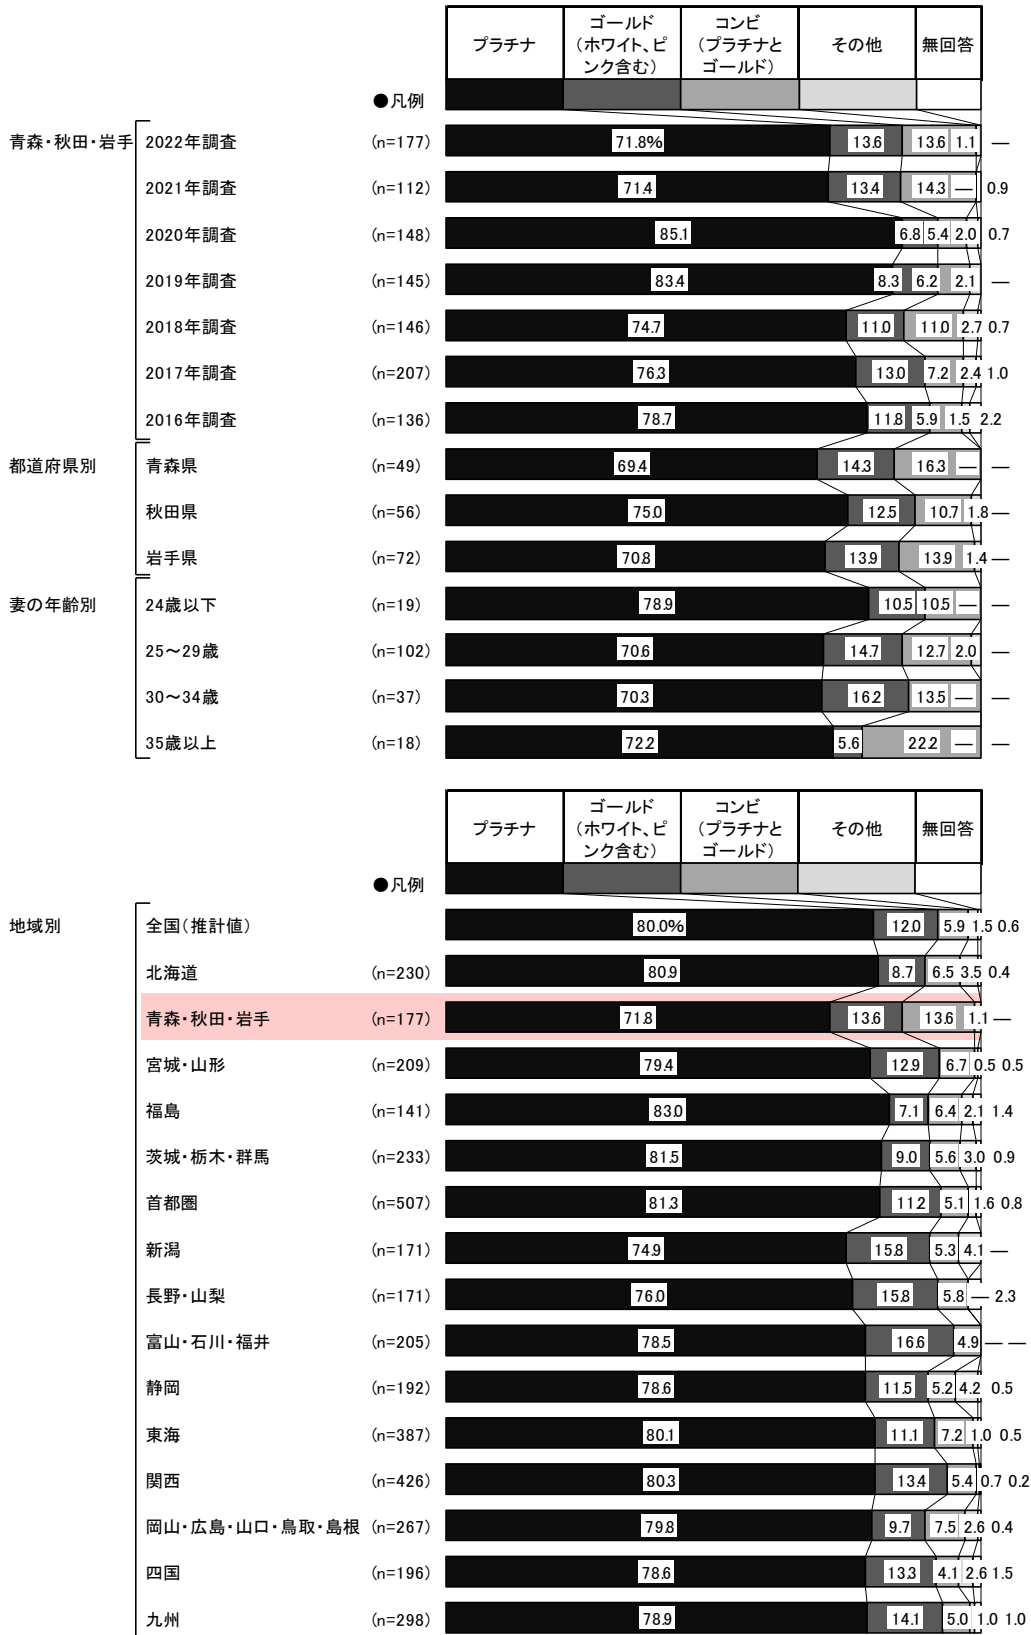 プラチナ ゴールド（ホワイト、ピンク含む） コンビ（プラチナとゴールド） その他 無回答
●凡例
青森・秋田・岩手 2022年調査 (n=177) 71.8% 13.6 13.6 1.1 ―
2021年調査 (n=112) 71.4 13.4 14.3 ― 0.9
2020年調査 (n=148) 85.1 6.8 5.4 2.0 0.7
2019年調査 (n=145) 83.4 8.3 6.2 2.1 ―
2018年調査 (n=146) 74.7 11.0 11.0 2.7 0.7
2017年調査 (n=207) 76.3 13.0 7.2 2.4 1.0
2016年調査 (n=136) 78.7 11.8 5.9 1.5 2.2
都道府県別 青森県 (n=49) 69.4 14.3 16.3 ― ―
秋田県 (n=56) 75.0 12.5 10.7 1.8 ―
岩手県 (n=72) 70.8 13.9 13.9 1.4 ―
妻の年齢別 24歳以下 (n=19) 78.9 10.5 10.5 ― ―
25～29歳 (n=102) 70.6 14.7 12.7 2.0 ―
30～34歳 (n=37) 70.3 16.2 13.5 ― ―
35歳以上 (n=18) 72.2 5.6 22.2 ― ―
プラチナ ゴールド（ホワイト、ピンク含む） コンビ（プラチナとゴールド） その他 無回答
●凡例
地域別 全国（推計値） 80.0% 12.0 5.9 1.5 0.6
北海道 (n=230) 80.9 8.7 6.5 3.5 0.4
青森・秋田・岩手 (n=177) 71.8 13.6 13.6 1.1 ―
宮城・山形 (n=209) 79.4 12.9 6.7 0.5 0.5
福島 (n=141) 83.0 7.1 6.4 2.1 1.4
茨城・栃木・群馬 (n=233) 81.5 9.0 5.6 3.0 0.9
首都圏 (n=507) 81.3 11.2 5.1 1.6 0.8
新潟 (n=171) 74.9 15.8 5.3 4.1 ―
長野・山梨 (n=171) 76.0 15.8 5.8 ― 2.3
富山・石川・福井 (n=205) 78.5 16.6 4.9 ― ―
静岡 (n=192) 78.6 11.5 5.2 4.2 0.5
東海 (n=387) 80.1 11.1 7.2 1.0 0.5
関西 (n=426) 80.3 13.4 5.4 0.7 0.2
岡山・広島・山口・鳥取・島根 (n=267) 79.8 9.7 7.5 2.6 0.4
四国 (n=196) 78.6 13.3 4.1 2.6 1.5
九州 (n=298) 78.9 14.1 5.0 1.0 1.0